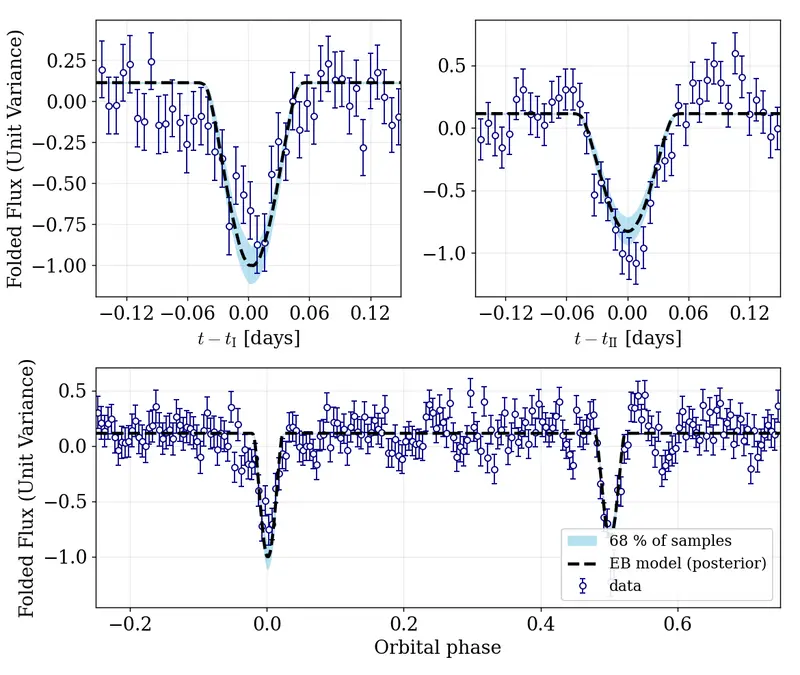 Folded Flux (Unit Variance)
0.25
0.00
−0.25
−0.50
−0.75
−1.00
−0.12 −0.06 0.00 0.06 0.12
t − tI [days]
0.5
0.0
−0.5
−1.0
−0.12 −0.06 0.00 0.06 0.12
t − tII [days]
Folded Flux (Unit Variance)
0.5
0.0
−0.5
−1.0
68 % of samples
EB model (posterior)
data
−0.2 0.0 0.2 0.4 0.6
Orbital phase